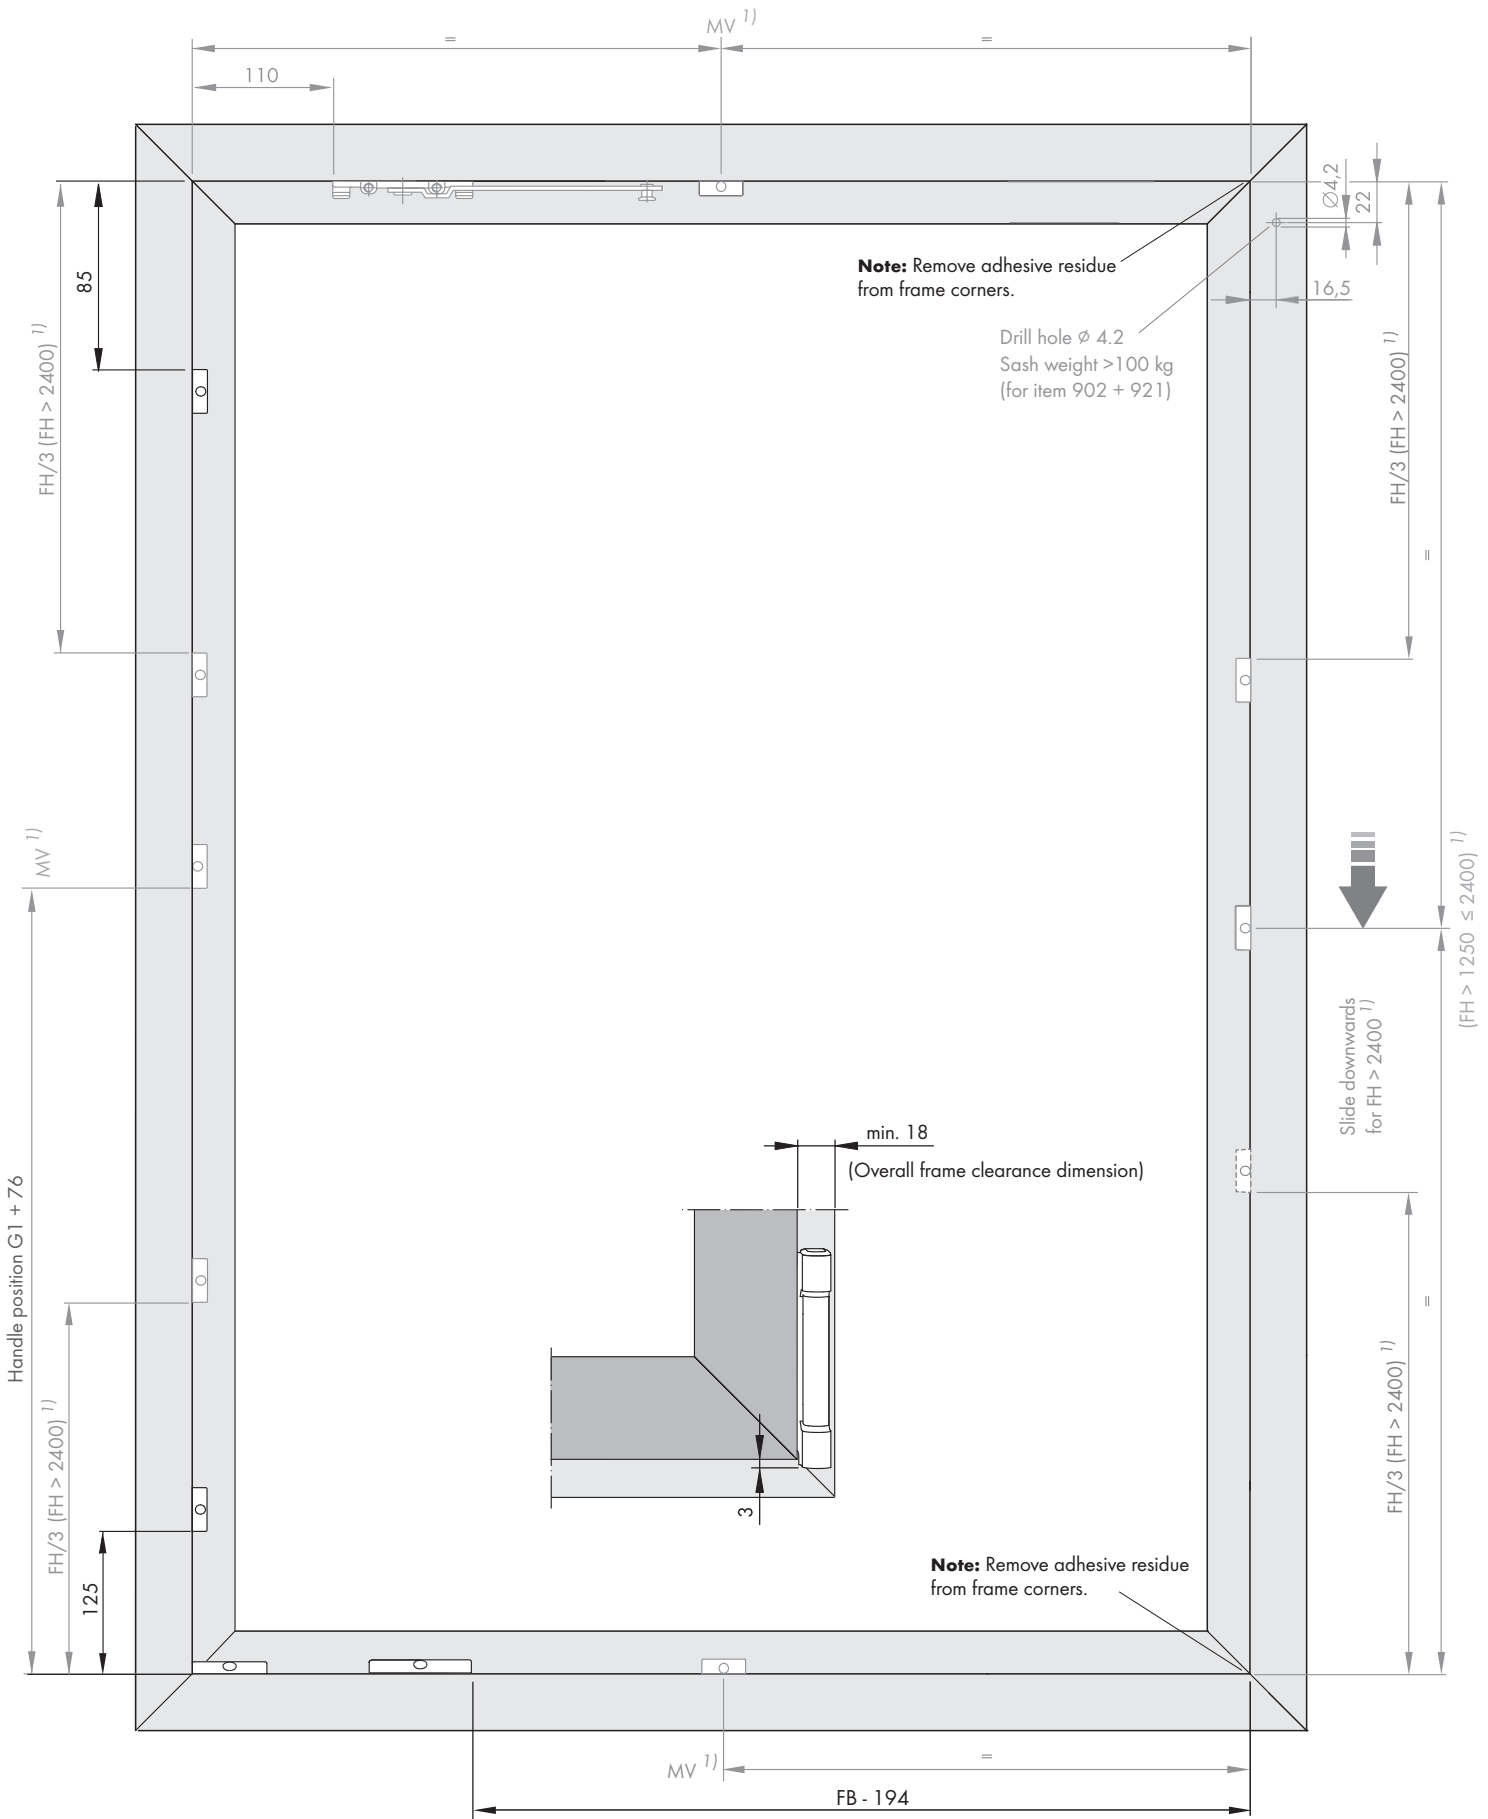 MV 1)
=
=
110
Ø4,2
22
85
Note: Remove adhesive residue
from frame corners.
16,5
Drill hole ø 4.2
Sash weight >100 kg
(for item 902 + 921)
FH/3 (FH > 2400) 1)
FH/3 (FH > 2400) 1)
=
MV 1)
(FH > 1250 ≤ 2400) 1)
Slide downwards
for FH > 2400 1)
min. 18
(Overall frame clearance dimension)
Handle position G1 + 76
=
FH/3 (FH > 2400) 1)
FH/3 (FH > 2400) 1)
3
125
Note: Remove adhesive residue
from frame corners.
MV 1)
=
FB - 194